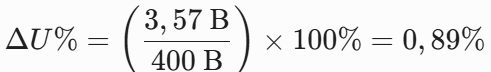 ΔU% = (3,57 В / 400 В) × 100% = 0,89%